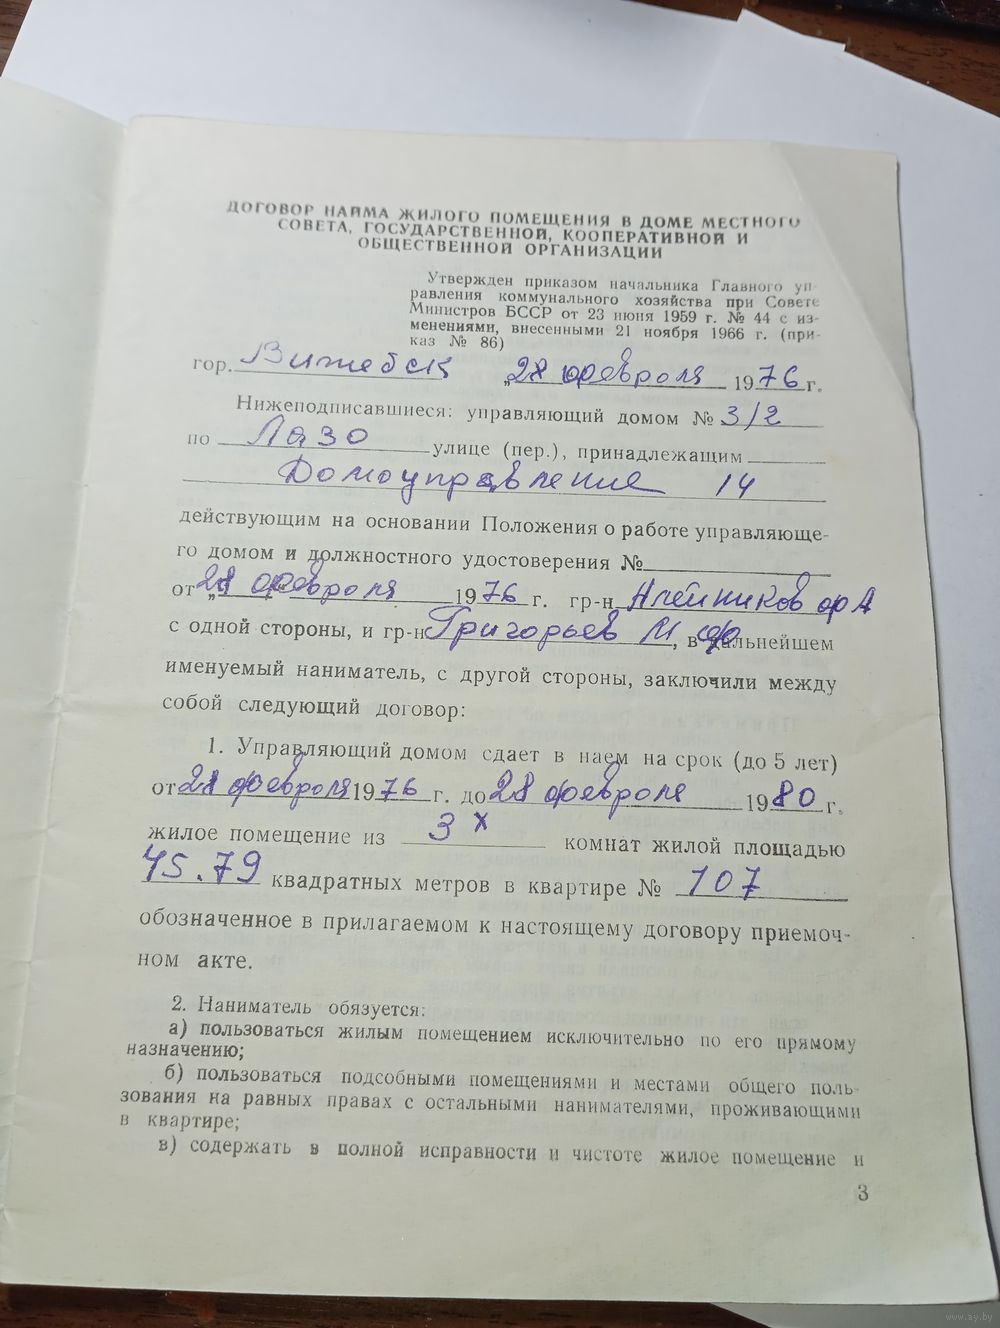 ДОГОВОР НАЙМА ЖИЛОГО ПОМЕЩЕНИЯ В ДОМЕ МЕСТНОГО
СОВЕТА, ГОСУДАРСТВЕННОЙ, КООПЕРАТИВНОЙ И
ОБЩЕСТВЕННОЙ ОРГАНИЗАЦИИ
Утвержден приказом начальника Главного уп-
равления коммунального хозяйства при Совете
Министров БССР от 23 июня 1959 г. № 44 с из-
менениями, внесенными 21 ноября 1966 г. (при-
каз № 86)
гор. Витебск „28 февраля 1976 г.
Нижеподписавшиеся: управляющий домом № 3/2
по Лазо улице (пер.), принадлежащим
Домоуправление 14
действующим на основании Положения о работе управляюще-
го домом и должностного удостоверения №
от „28 февраля 1976 г. гр-н Алейников
с одной стороны, и гр-н Григорьев М , в дальнейшем
именуемый наниматель, с другой стороны, заключили между
собой следующий договор:
1. Управляющий домом сдает в наем на срок (до 5 лет)
от 28 февраля 1976 г. до 28 февраля 1980 г.
жилое помещение из 3х комнат жилой площадью
45.79 квадратных метров в квартире № 107
обозначенное в прилагаемом к настоящему договору приемоч-
ном акте.
2. Наниматель обязуется:
а) пользоваться жилым помещением исключительно по его прямому
назначению;
б) пользоваться подсобными помещениями и местами общего поль-
зования на равных правах с остальными нанимателями, проживающими
в квартире;
в) содержать в полной исправности и чистоте жилое помещение и
3
www.ay.by